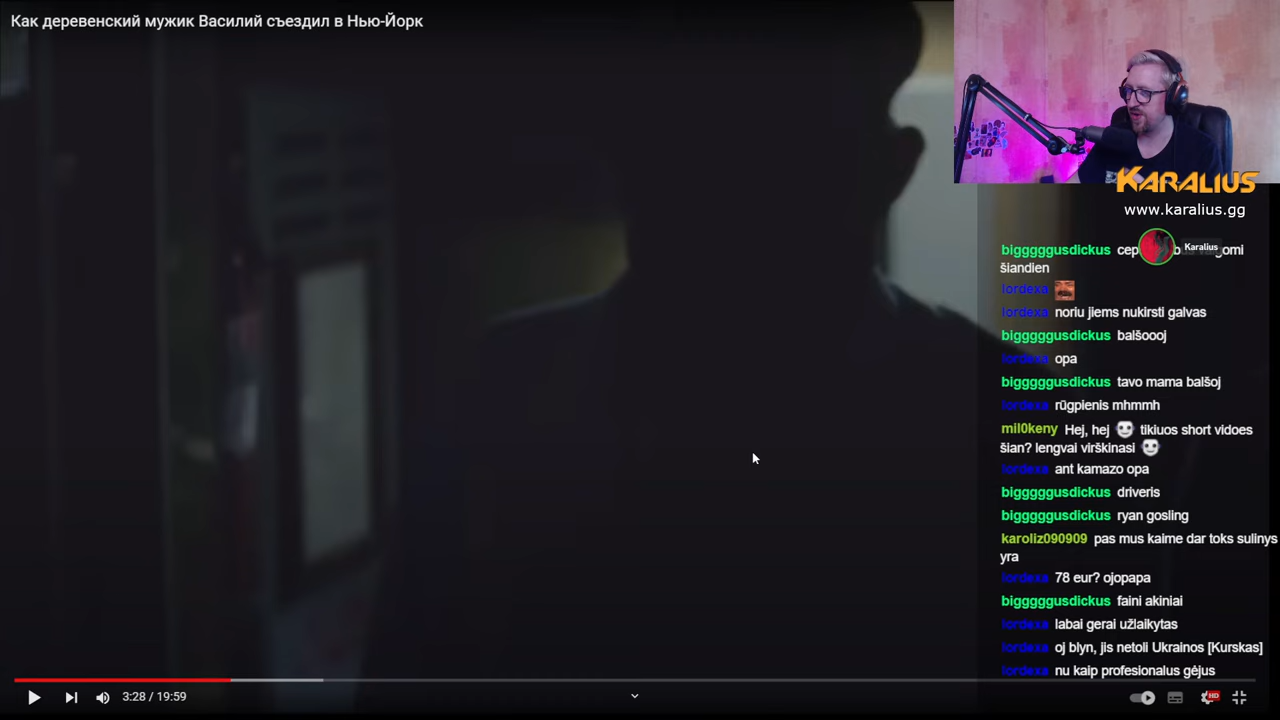 Как деревенский мужик Василий съездил в Нью-Йорк
KARALIUS
www.karalius.gg
Karalius
bigggggusdickus
šiandien
lordexa
lordexa noriu jiems nukirsti galvas
bigggggusdickus balšoooj
lordexa opa
bigggggusdickus tavo mama balšoj
lordexa rūgpienis mhmmh
mil0keny Hej, hej tikiuos short vidoes
šian? lengvai virškinasi
lordexa ant kamazo opa
bigggggusdickus driveris
bigggggusdickus ryan gosling
karoliz090909 pas mus kaime dar toks sulinys
yra
lordexa 78 eur? ojopapa
bigggggusdickus faini akiniai
lordexa labai gerai užlaikytas
lordexa oj blyn, jis netoli Ukrainos [Kurskas]
lordexa nu kaip profesionalus gėjus
3:28 / 19:59
HD